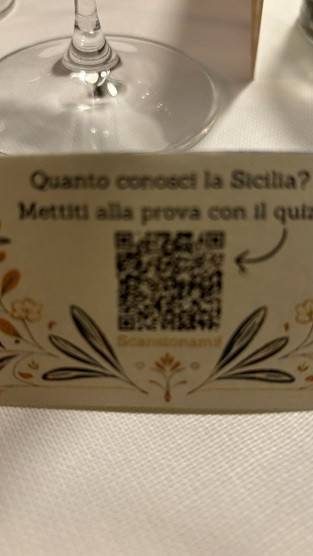 Quanto conosci la Sicilia?
Mettiti alla prova con il quiz
Scansionami!